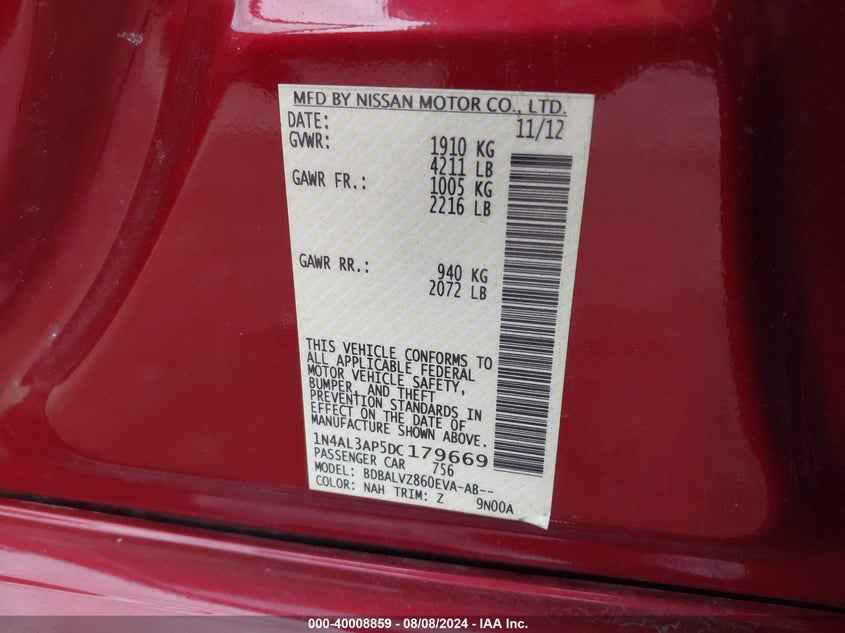 MFD BY NISSAN MOTOR CO., LTD.
DATE: 11/12
GVWR: 1910 KG
4211 LB
GAWR FR.: 1005 KG
2216 LB
GAWR RR.: 940 KG
2072 LB
THIS VEHICLE CONFORMS TO
ALL APPLICABLE FEDERAL
MOTOR VEHICLE SAFETY,
BUMPER, AND THEFT
PREVENTION STANDARDS IN
EFFECT ON THE DATE OF
MANUFACTURE SHOWN ABOVE.
1N4AL3AP5DC179669
PASSENGER CAR 756
MODEL: BDBALVZ860EVA-AB--
COLOR: NAH TRIM: Z 9N00A
000-40008859 - 08/08/2024 - IAA Inc.